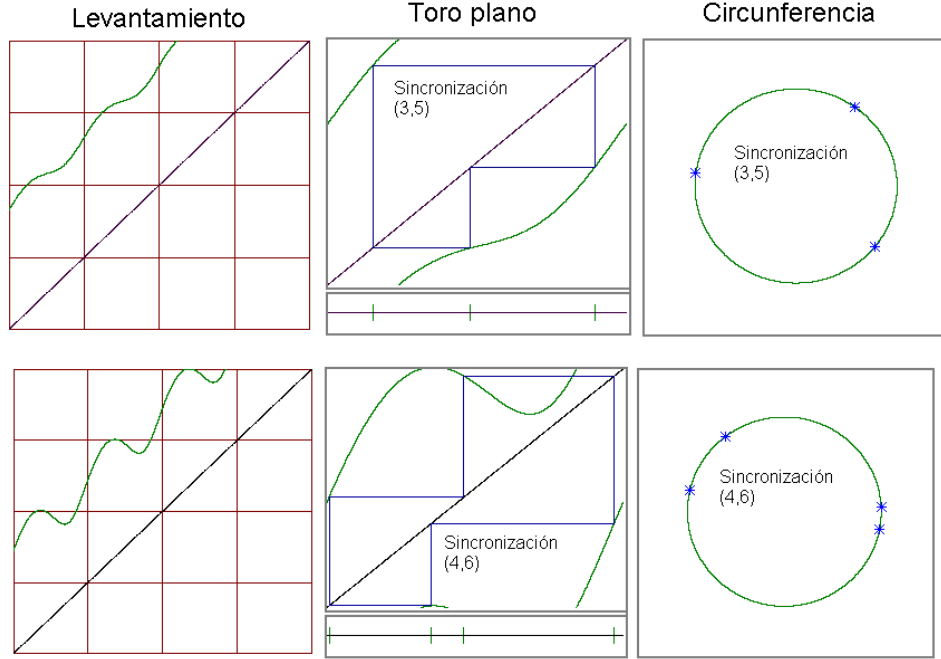 Levantamiento
Toro plano
Circunferencia
Sincronización
(3,5)
Sincronización
(3,5)
Sincronización
(4,6)
Sincronización
(4,6)